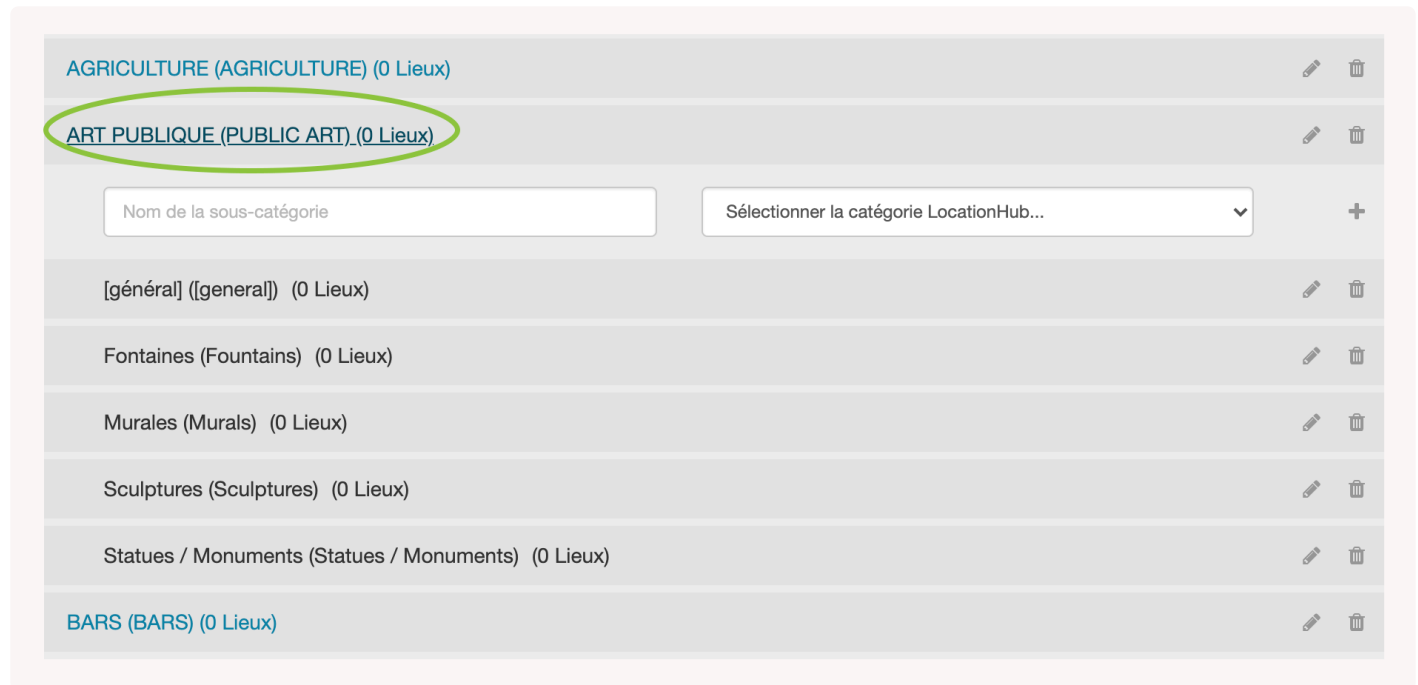 AGRICULTURE (AGRICULTURE) (0 Lieux)
ART PUBLIQUE (PUBLIC ART) (0 Lieux)
Nom de la sous-catégorie
Sélectionner la catégorie LocationHub...
[général] ([general]) (0 Lieux)
Fontaines (Fountains) (0 Lieux)
Murales (Murals) (0 Lieux)
Sculptures (Sculptures) (0 Lieux)
Statues / Monuments (Statues / Monuments) (0 Lieux)
BARS (BARS) (0 Lieux)